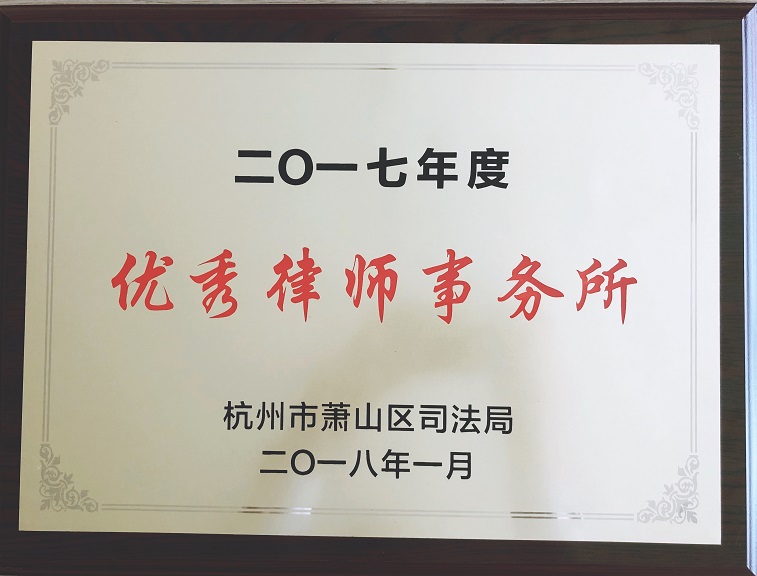 二〇一七年度
优秀律师事务所
杭州市萧山区司法局
二〇一八年一月